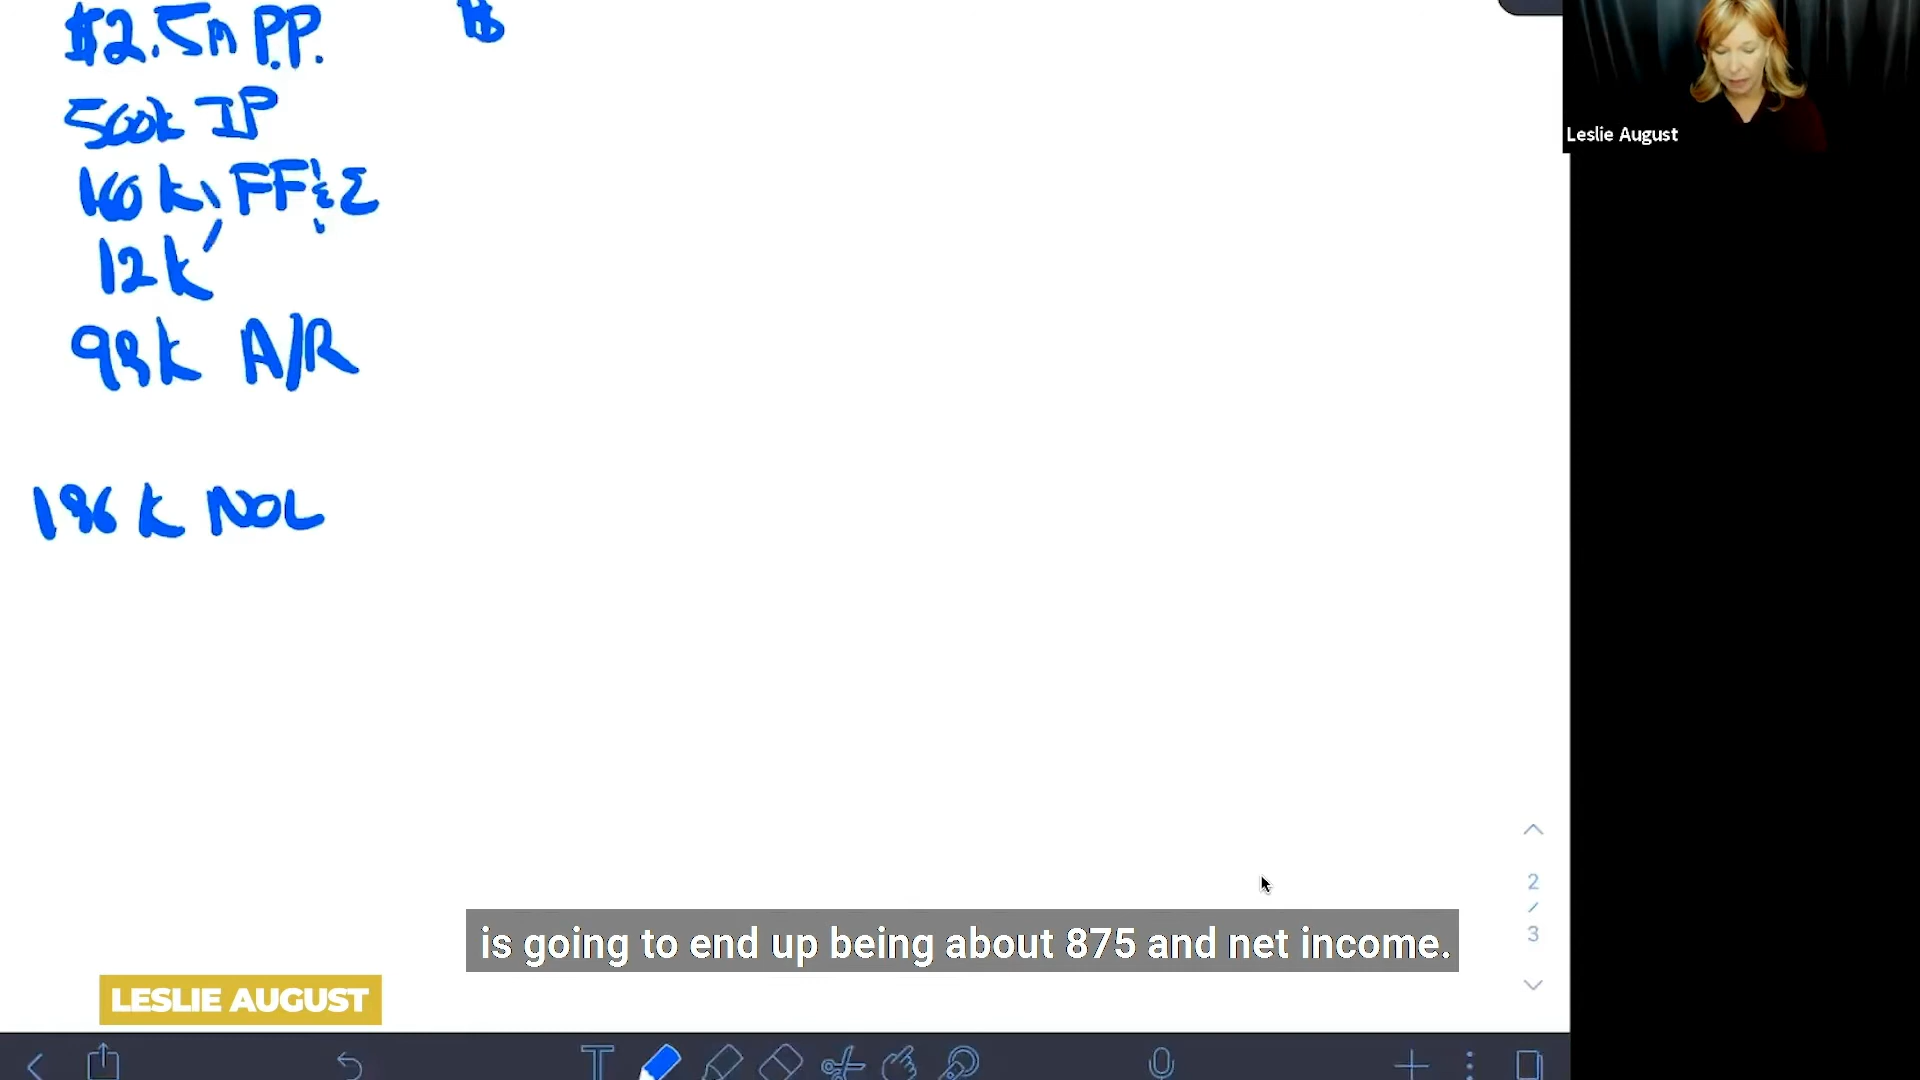 $2.5m P.P.
500k IP
160k, FF&E
12k
98k A/R
186k NOL
Leslie August
2
/
3
is going to end up being about 875 and net income.
LESLIE AUGUST
T